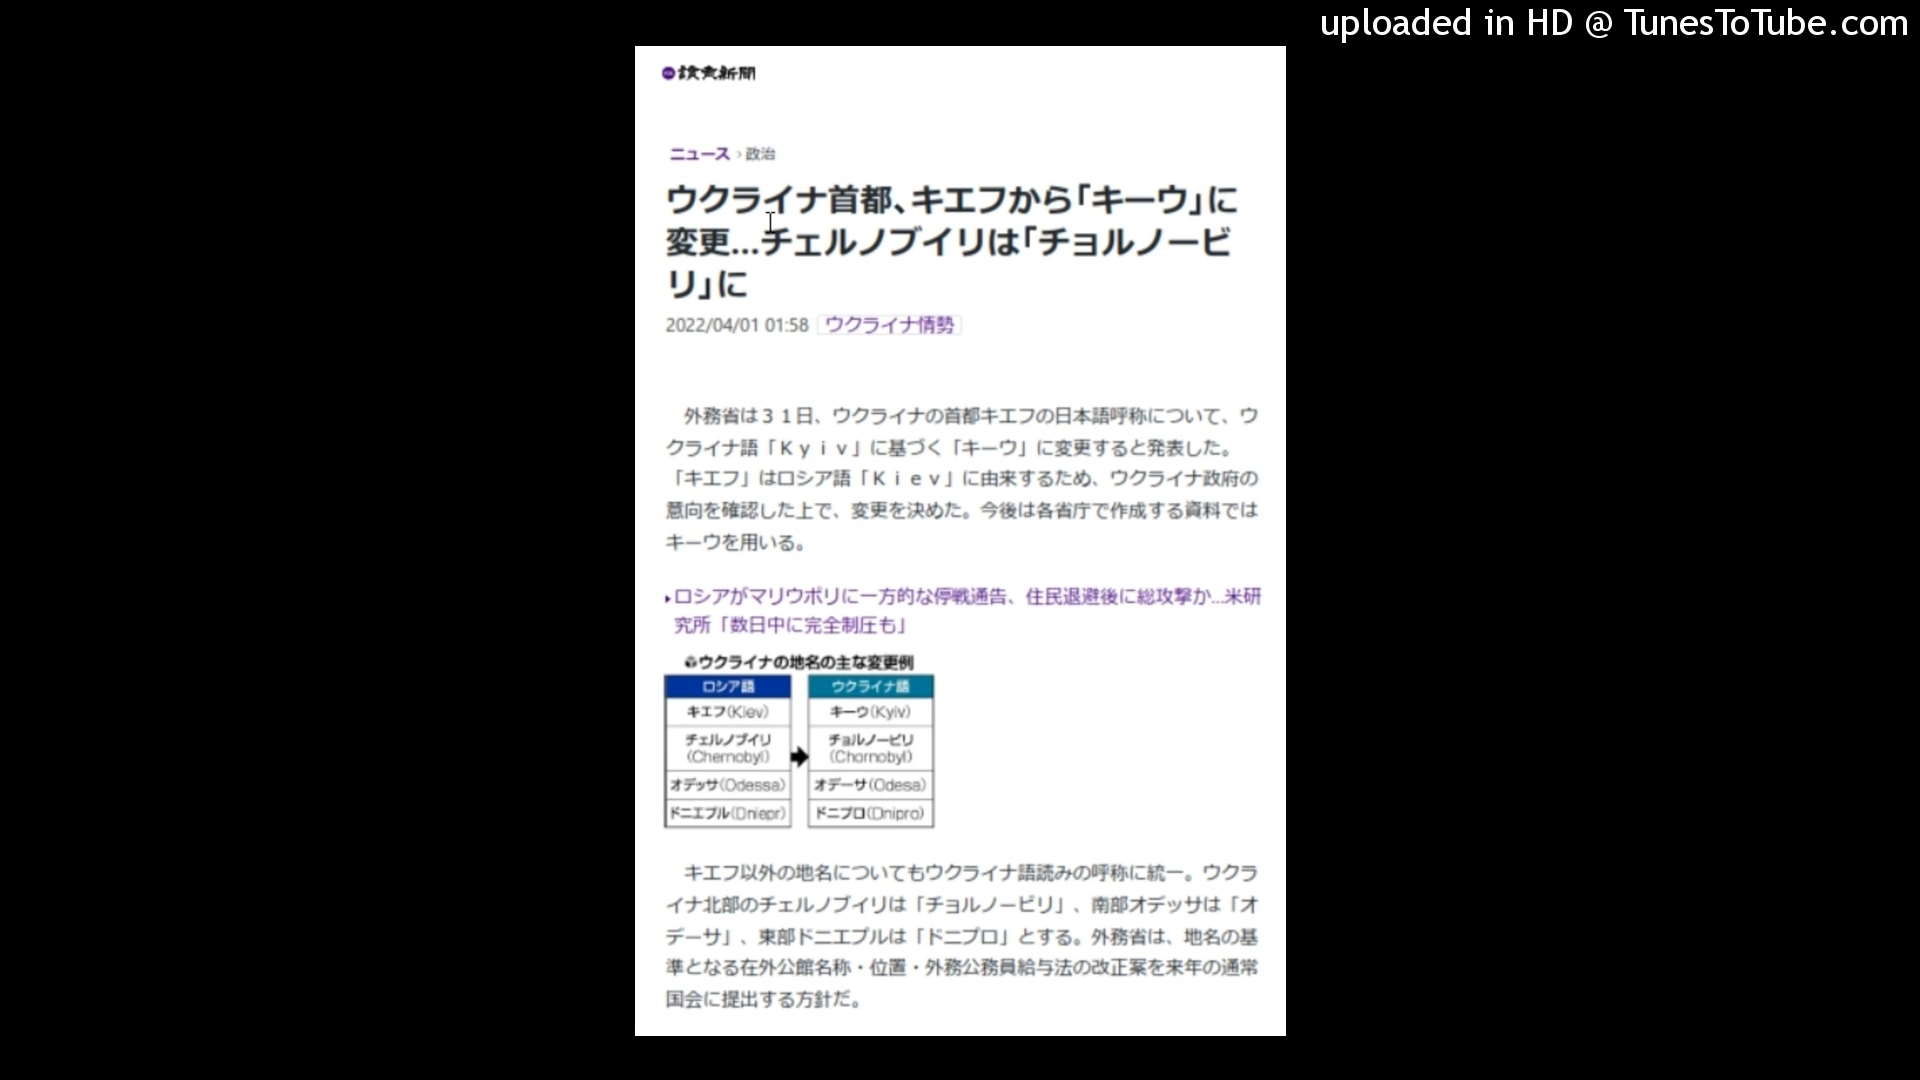 uploaded in HD @ TunesToTube.com
読売新聞
ニュース › 政治
ウクライナ首都、キエフから「キーウ」に
変更…チェルノブイリは「チョルノービ
リ」に
2022/04/01 01:58 ウクライナ情勢
外務省は３１日、ウクライナの首都キエフの日本語呼称について、ウ
クライナ語「Ｋｙｉｖ」に基づく「キーウ」に変更すると発表した。
「キエフ」はロシア語「Ｋｉｅｖ」に由来するため、ウクライナ政府の
意向を確認した上で、変更を決めた。今後は各省庁で作成する資料では
キーウを用いる。
ロシアがマリウポリに一方的な停戦通告、住民退避後に総攻撃か…米研
究所「数日中に完全制圧も」
ウクライナの地名の主な変更例
ロシア語 ウクライナ語
キエフ(Kiev) キーウ(Kyiv)
チェルノブイリ チョルノービリ
(Chernobyl) (Chornobyl)
オデッサ(Odessa) オデーサ(Odesa)
ドニエプル(Dniepr) ドニプロ(Dnipro)
キエフ以外の地名についてもウクライナ語読みの呼称に統一。ウクラ
イナ北部のチェルノブイリは「チョルノービリ」、南部オデッサは「オ
デーサ」、東部ドニエプルは「ドニプロ」とする。外務省は、地名の基
準となる在外公館名称・位置・外務公務員給与法の改正案を来年の通常
国会に提出する方針だ。